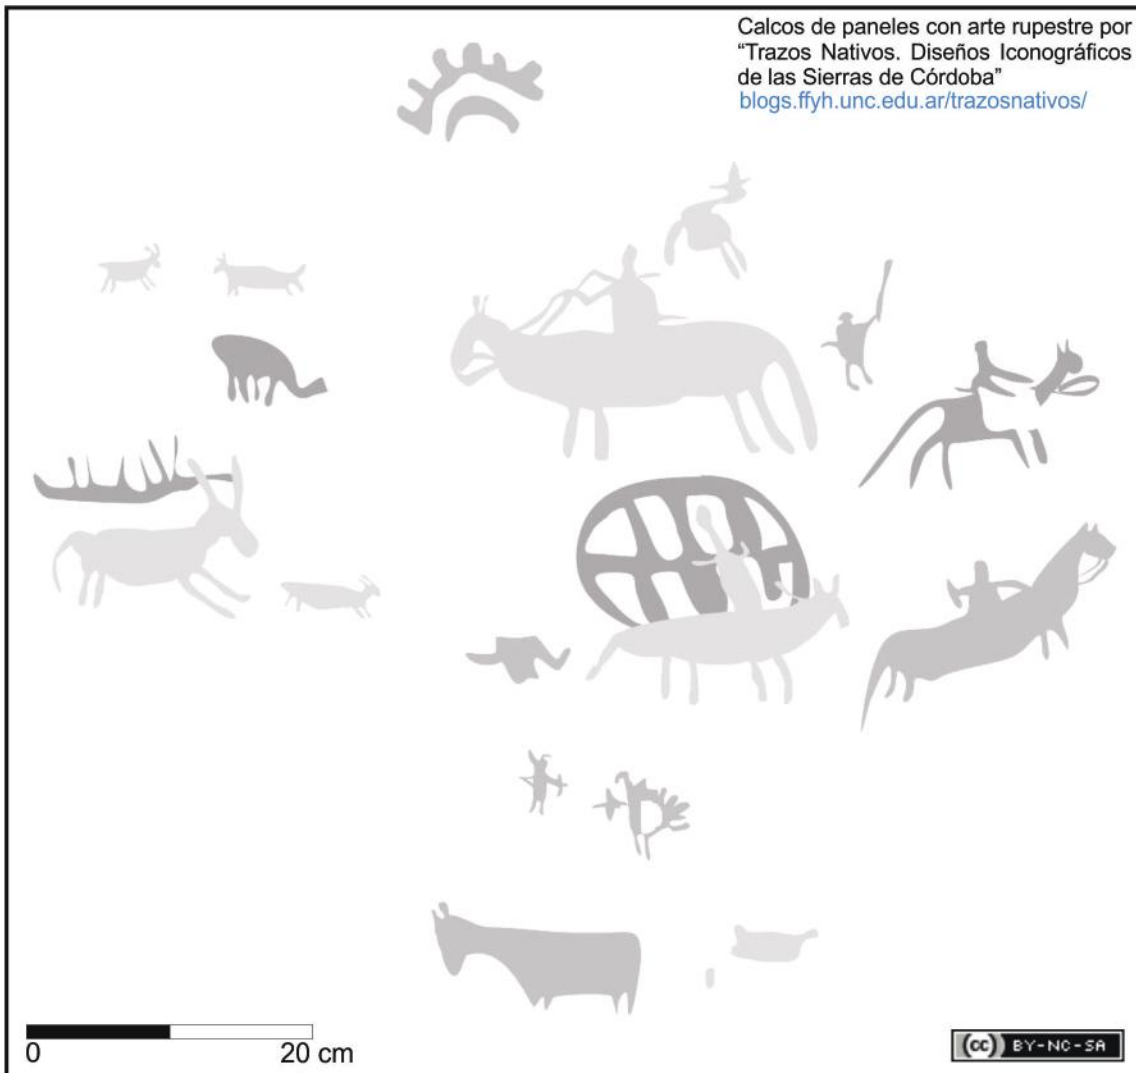 Calcos de paneles con arte rupestre por
“Trazos Nativos. Diseños Iconográficos
de las Sierras de Córdoba”
blogs.ffyh.unc.edu.ar/trazosnativos/
0 20 cm
(cc) BY-NC-SA